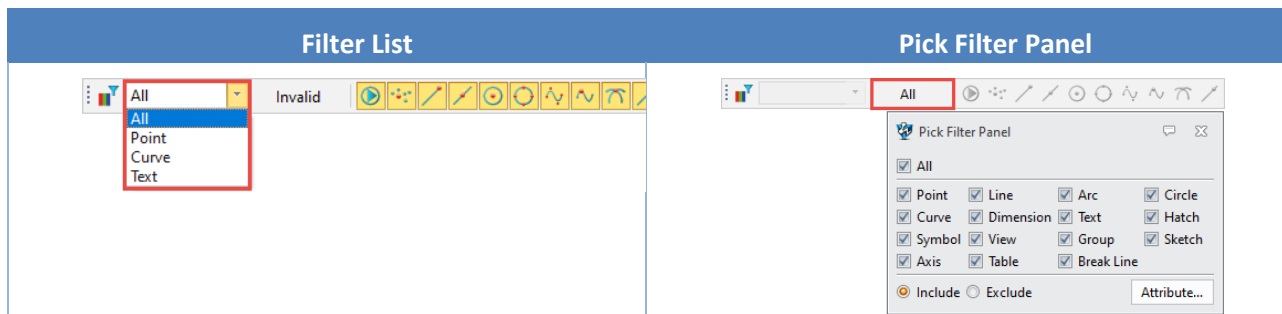 Filter List
Pick Filter Panel
All
Invalid
All
Point
Curve
Text
All
Pick Filter Panel
All
Point Line Arc Circle
Curve Dimension Text Hatch
Symbol View Group Sketch
Axis Table Break Line
Include Exclude Attribute...